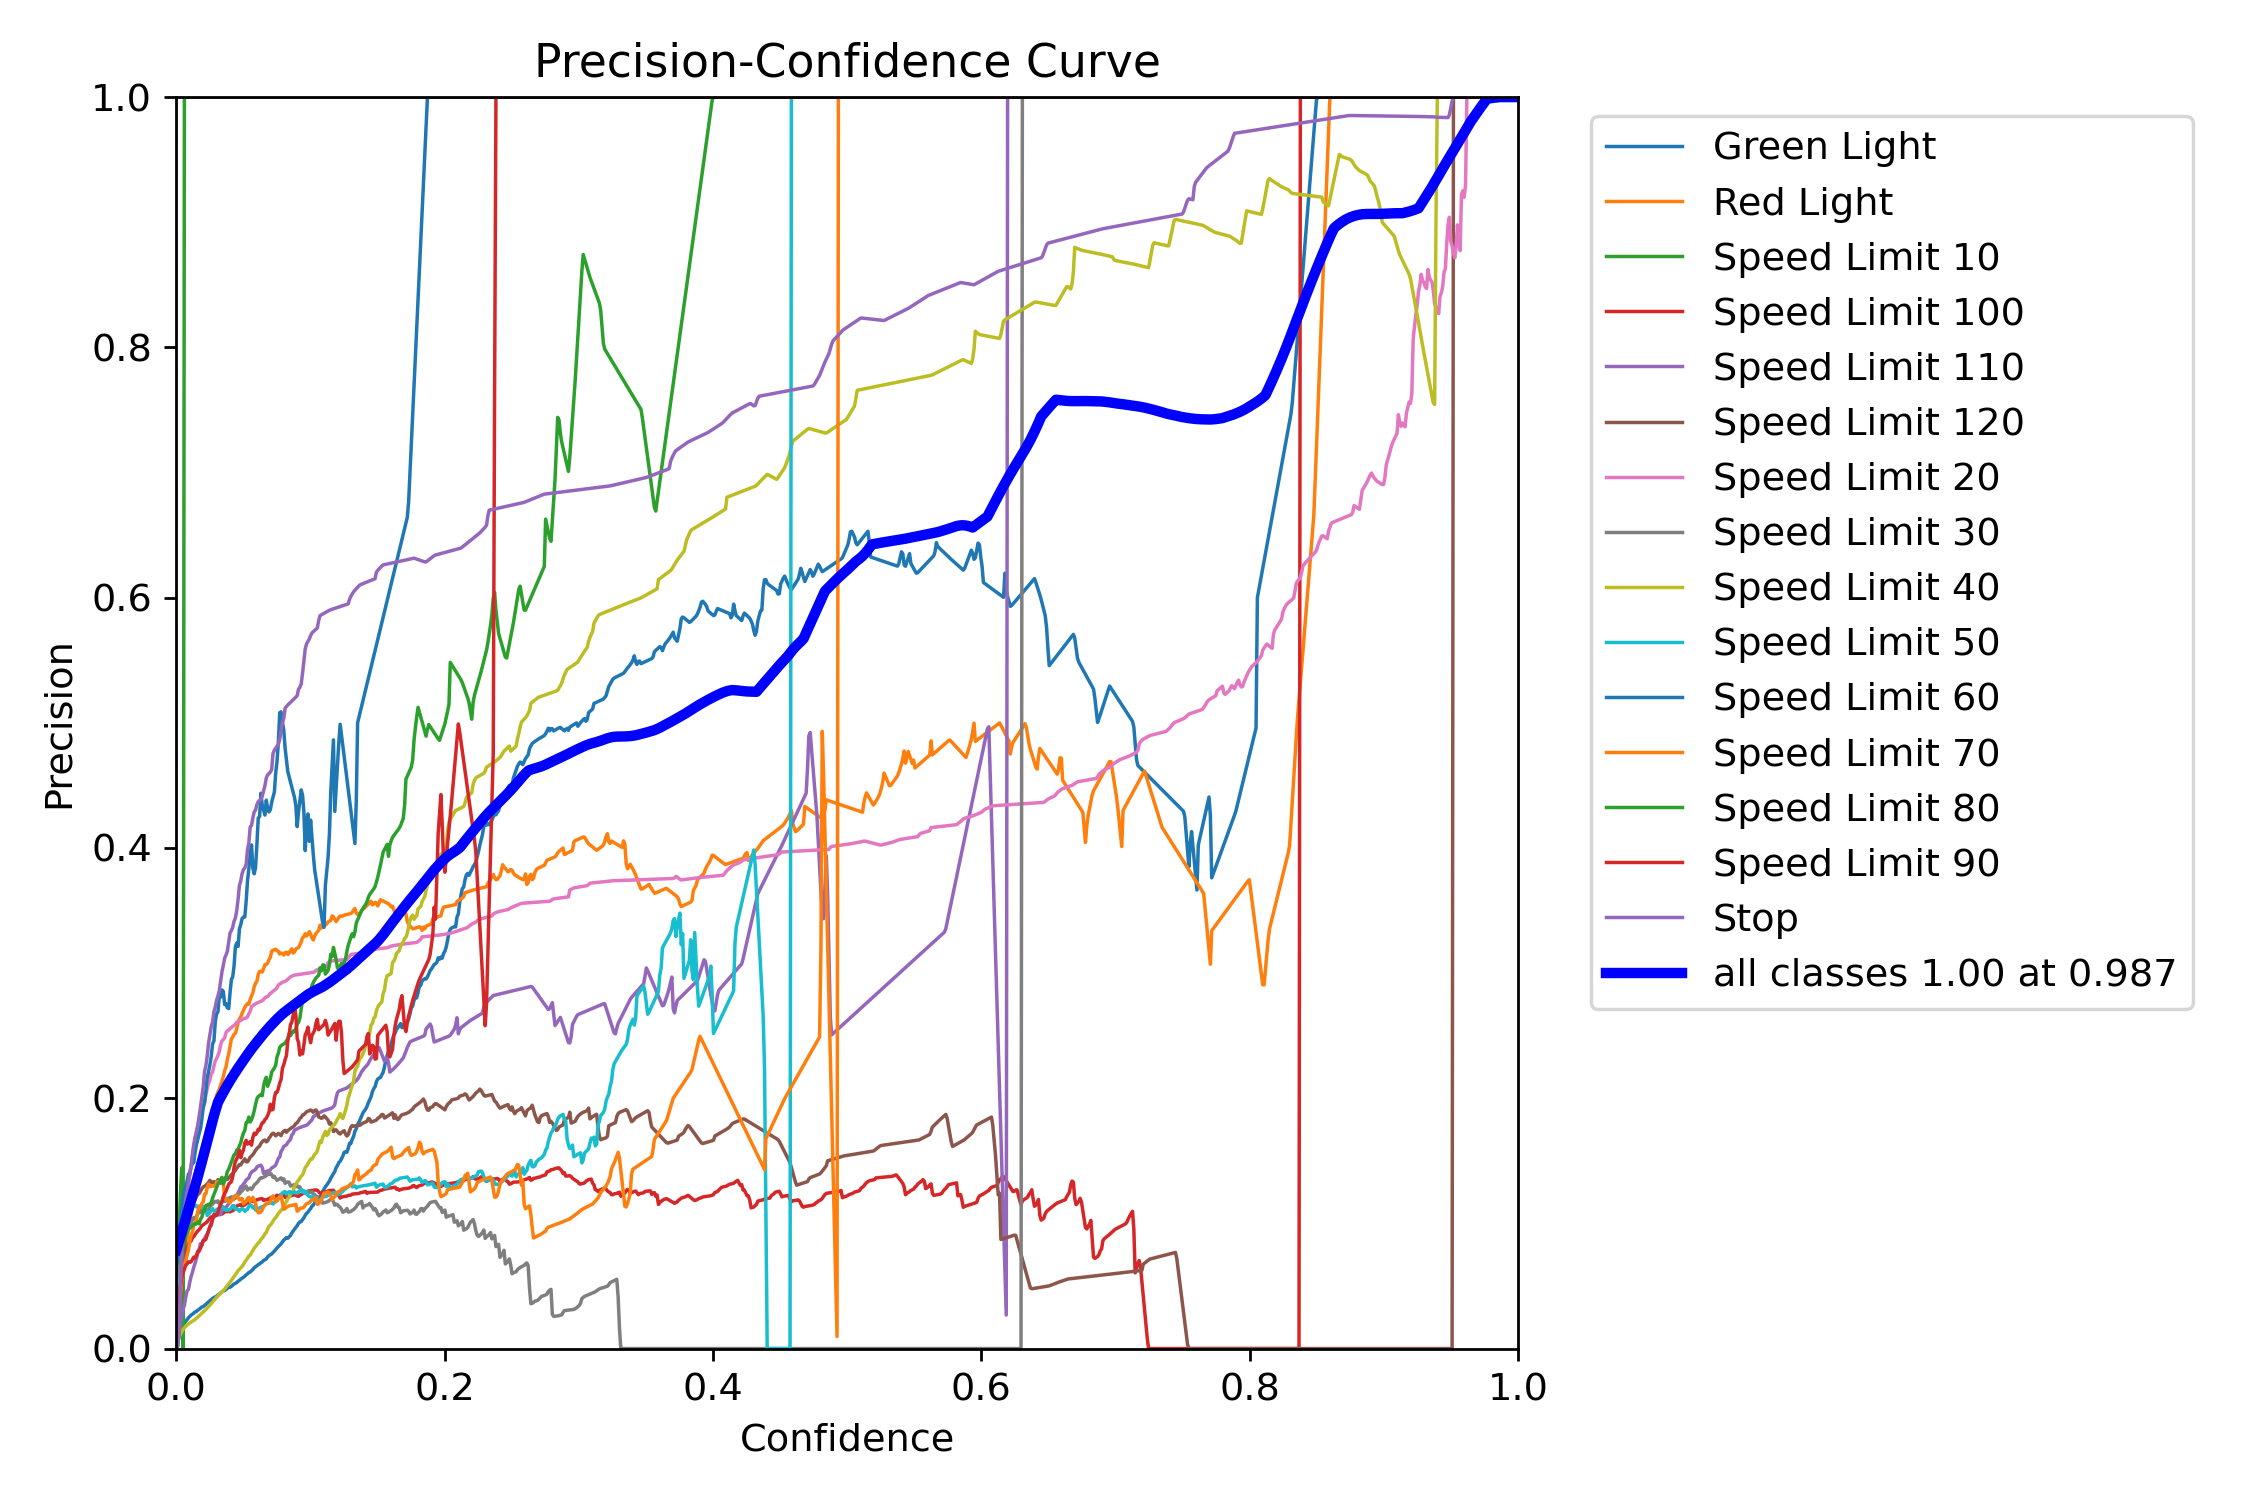 Precision-Confidence Curve
1.0
0.8
0.6
0.4
0.2
0.0
Precision
0.0 0.2 0.4 0.6 0.8 1.0
Confidence
Green Light
Red Light
Speed Limit 10
Speed Limit 100
Speed Limit 110
Speed Limit 120
Speed Limit 20
Speed Limit 30
Speed Limit 40
Speed Limit 50
Speed Limit 60
Speed Limit 70
Speed Limit 80
Speed Limit 90
Stop
all classes 1.00 at 0.987